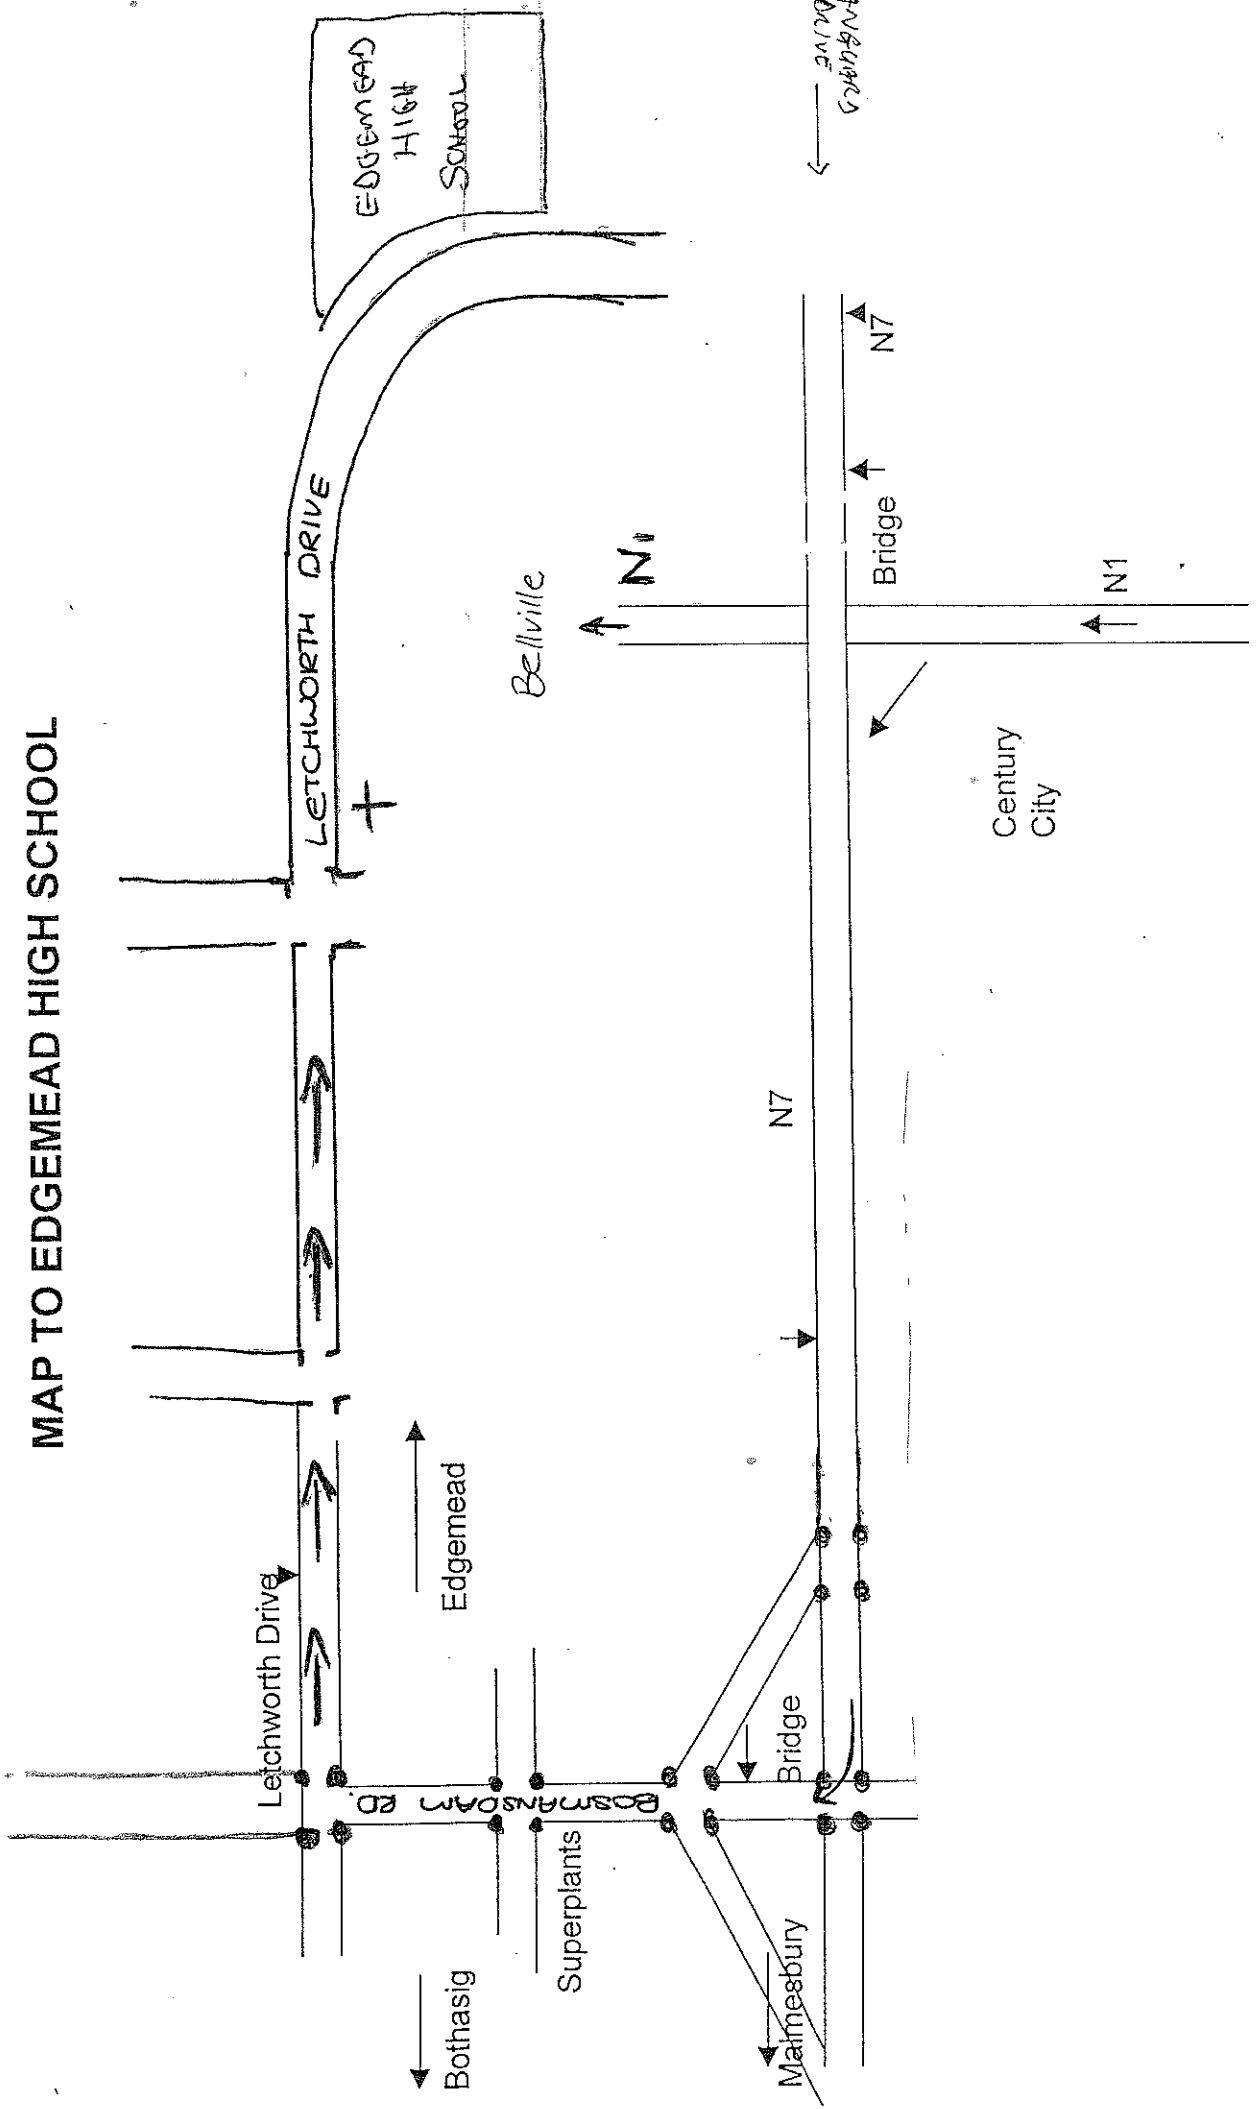 MAP TO EDGEMEAD HIGH SCHOOL
EDGEMEAD
HIGH
SCHOOL
LETCHWORTH DRIVE
Letchworth Drive
Edgemead
Bothasig
BOSMANSDAM RD
Superplants
Bridge
Malmesbury
N7
Bellville
N1
Bridge
N7
N1
Century
City